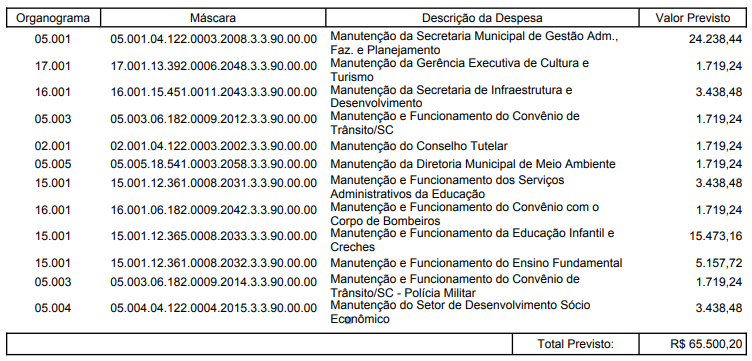 Organograma Máscara Descrição da Despesa Valor Previsto
05.001 05.001.04.122.0003.2008.3.3.90.00.00 Manutenção da Secretaria Municipal de Gestão Adm., 24.238,44
Faz. e Planejamento
17.001 17.001.13.392.0006.2048.3.3.90.00.00 Manutenção da Gerência Executiva de Cultura e 1.719,24
Turismo
16.001 16.001.15.451.0011.2043.3.3.90.00.00 Manutenção da Secretaria de Infraestrutura e 3.438,48
Desenvolvimento
05.003 05.003.06.182.0009.2012.3.3.90.00.00 Manutenção e Funcionamento do Convênio de 1.719,24
Trânsito/SC
02.001 02.001.04.122.0003.2002.3.3.90.00.00 Manutenção do Conselho Tutelar 1.719,24
05.005 05.005.18.541.0003.2058.3.3.90.00.00 Manutenção da Diretoria Municipal de Meio Ambiente 1.719,24
15.001 15.001.12.361.0008.2031.3.3.90.00.00 Manutenção e Funcionamento dos Serviços 3.438,48
Administrativos da Educação
16.001 16.001.06.182.0009.2042.3.3.90.00.00 Manutenção e Funcionamento do Convênio com o 1.719,24
Corpo de Bombeiros
15.001 15.001.12.365.0008.2033.3.3.90.00.00 Manutenção e Funcionamento da Educação Infantil e 15.473,16
Creches
15.001 15.001.12.361.0008.2032.3.3.90.00.00 Manutenção e Funcionamento do Ensino Fundamental 5.157,72
05.003 05.003.06.182.0009.2014.3.3.90.00.00 Manutenção e Funcionamento do Convênio de 1.719,24
Trânsito/SC - Polícia Militar
05.004 05.004.04.122.0004.2015.3.3.90.00.00 Manutenção do Setor de Desenvolvimento Sócio 3.438,48
Econômico
Total Previsto: R$ 65.500,20